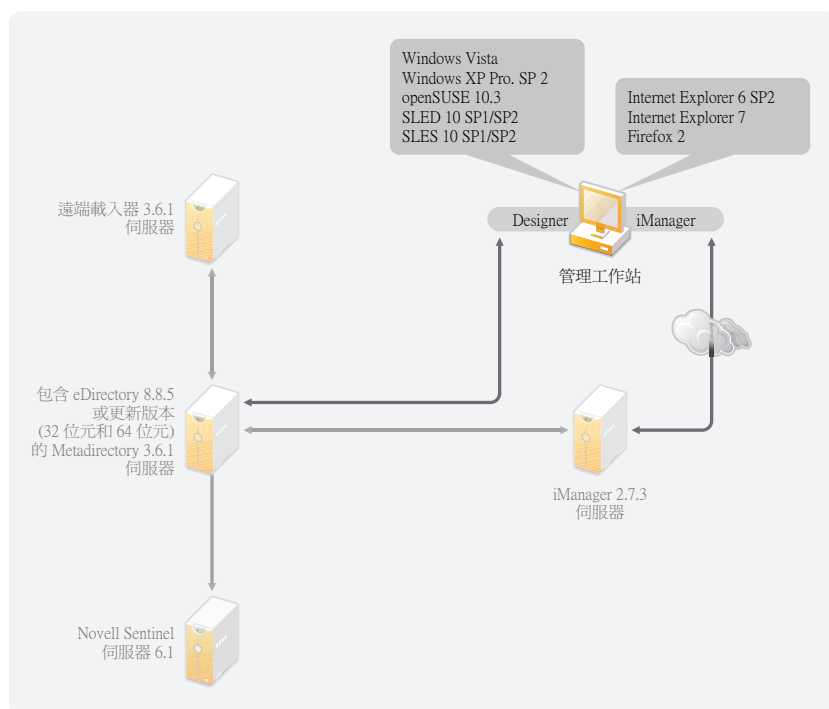 Windows Vista
Windows XP Pro. SP 2
openSUSE 10.3
SLED 10 SP1/SP2
SLES 10 SP1/SP2
Internet Explorer 6 SP2
Internet Explorer 7
Firefox 2
遠端載入器 3.6.1
伺服器
Designer
iManager
管理工作站
包含 eDirectory 8.8.5
或更新版本
(32 位元和 64 位元)
的 Metadirectory 3.6.1
伺服器
iManager 2.7.3
伺服器
Novell Sentinel
伺服器 6.1